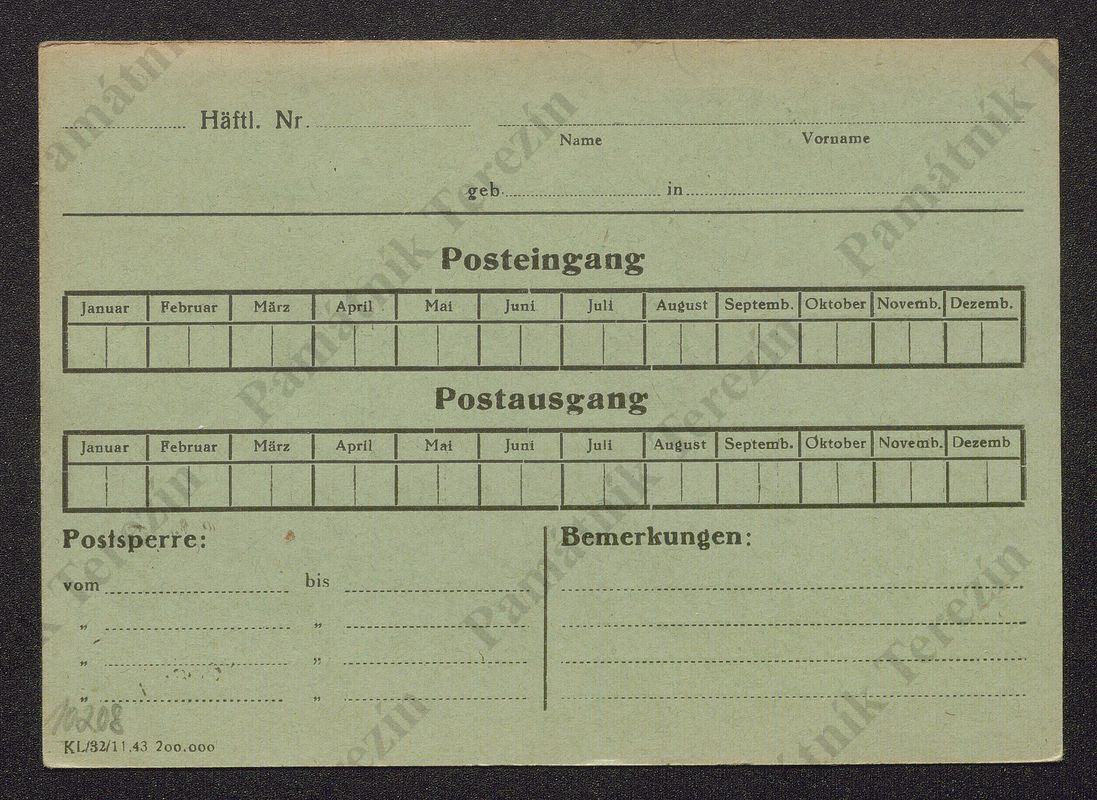 Häftl. Nr.
Name Vorname
geb. in
Posteingang
Januar Februar März April Mai Juni Juli August Septemb. Oktober Novemb. Dezemb.
Postausgang
Januar Februar März April Mai Juni Juli August Septemb. Oktober Novemb. Dezemb
Postsperre: Bemerkungen:
vom bis
„ „
„ „
„ „
10208
KL/32/11.43 200.000
Památník Terezín